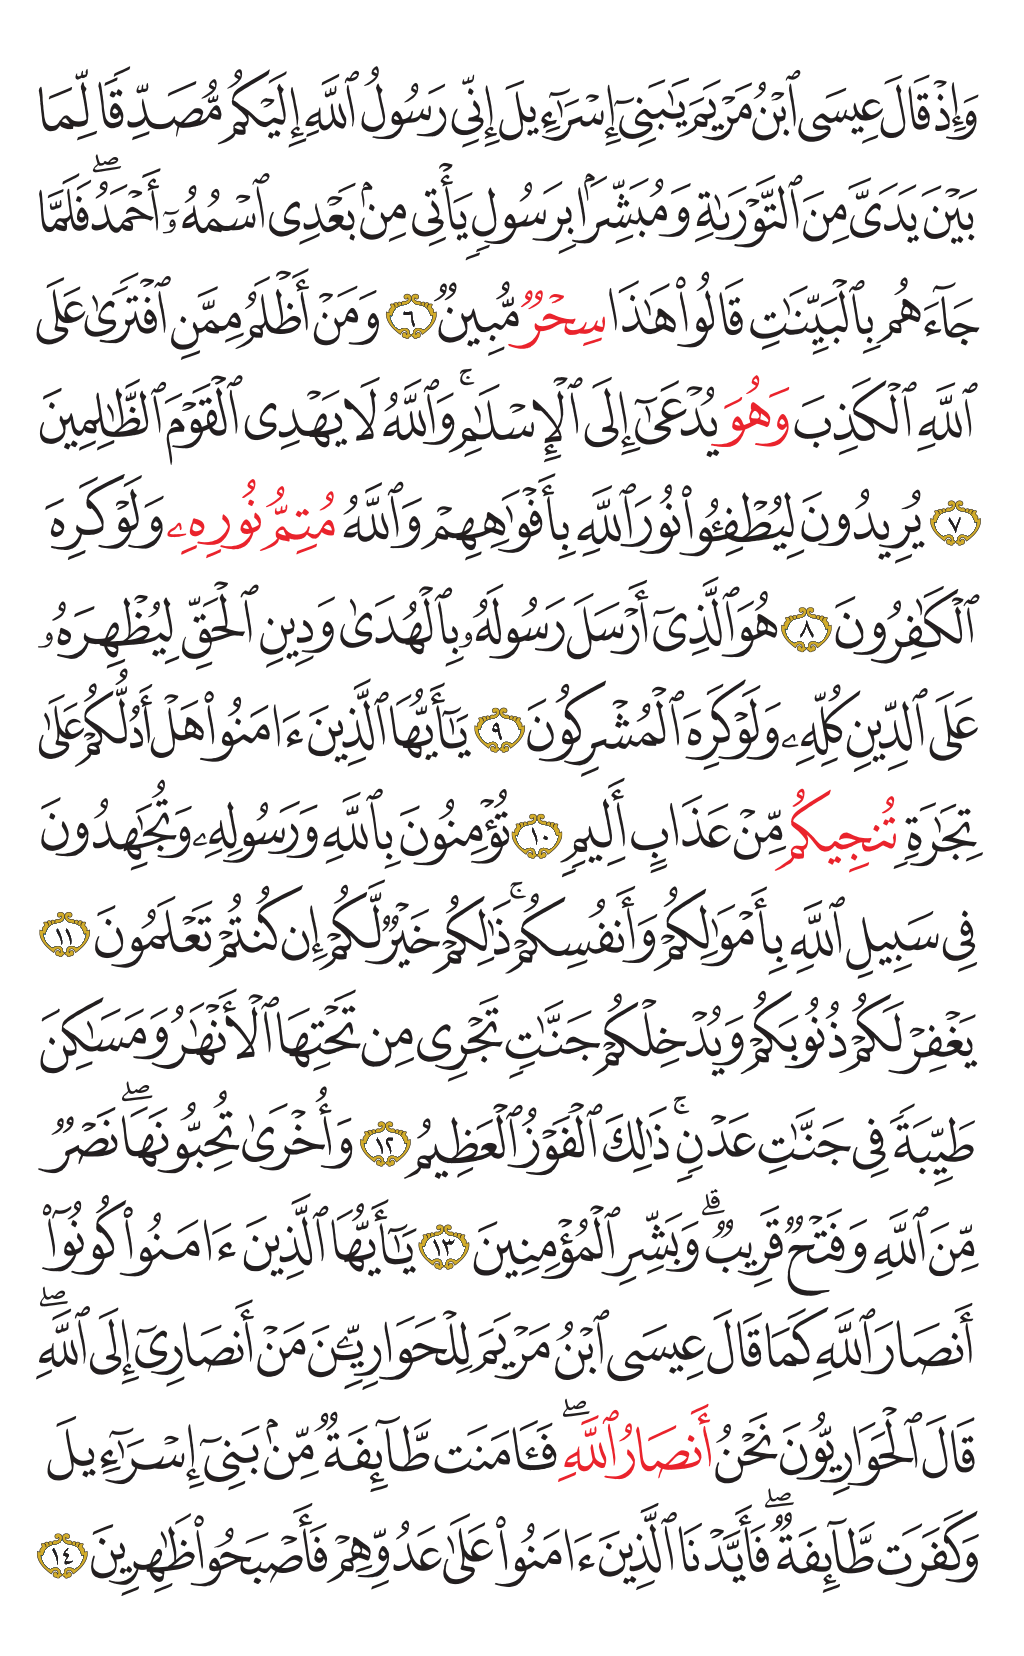 وَإِذۡ قَالَ عِيسَى ٱبۡنُ مَرۡيَمَ يَٰبَنِيٓ إِسۡرَٰٓءِيلَ إِنِّي رَسُولُ ٱللَّهِ إِلَيۡكُم مُّصَدِّقٗا لِّمَا
بَيۡنَ يَدَيَّ مِنَ ٱلتَّوۡرَىٰةِ وَمُبَشِّرَۢا بِرَسُولٖ يَأۡتِي مِنۢ بَعۡدِي ٱسۡمُهُۥٓ أَحۡمَدُۖ فَلَمَّا
جَآءَهُم بِٱلۡبَيِّنَٰتِ قَالُواْ هَٰذَا سِحۡرٞ مُّبِينٞ ٦ وَمَنۡ أَظۡلَمُ مِمَّنِ ٱفۡتَرَىٰ عَلَى
ٱللَّهِ ٱلۡكَذِبَ وَهُوَ يُدۡعَىٰٓ إِلَى ٱلۡإِسۡلَٰمِۚ وَٱللَّهُ لَا يَهۡدِي ٱلۡقَوۡمَ ٱلظَّٰلِمِينَ
٧ يُرِيدُونَ لِيُطۡفِـُٔواْ نُورَ ٱللَّهِ بِأَفۡوَٰهِهِمۡ وَٱللَّهُ مُتِمُّ نُورِهِۦ وَلَوۡ كَرِهَ
ٱلۡكَٰفِرُونَ ٨ هُوَ ٱلَّذِيٓ أَرۡسَلَ رَسُولَهُۥ بِٱلۡهُدَىٰ وَدِينِ ٱلۡحَقِّ لِيُظۡهِرَهُۥ
عَلَى ٱلدِّينِ كُلِّهِۦ وَلَوۡ كَرِهَ ٱلۡمُشۡرِكُونَ ٩ يَٰٓأَيُّهَا ٱلَّذِينَ ءَامَنُواْ هَلۡ أَدُلُّكُمۡ عَلَىٰ
تِجَٰرَةٖ تُنجِيكُم مِّنۡ عَذَابٍ أَلِيمٖ ١٠ تُؤۡمِنُونَ بِٱللَّهِ وَرَسُولِهِۦ وَتُجَٰهِدُونَ
فِي سَبِيلِ ٱللَّهِ بِأَمۡوَٰلِكُمۡ وَأَنفُسِكُمۡۚ ذَٰلِكُمۡ خَيۡرٞ لَّكُمۡ إِن كُنتُمۡ تَعۡلَمُونَ ١١
يَغۡفِرۡ لَكُمۡ ذُنُوبَكُمۡ وَيُدۡخِلۡكُمۡ جَنَّٰتٖ تَجۡرِي مِن تَحۡتِهَا ٱلۡأَنۡهَٰرُ وَمَسَٰكِنَ
طَيِّبَةٗ فِي جَنَّٰتِ عَدۡنٖۚ ذَٰلِكَ ٱلۡفَوۡزُ ٱلۡعَظِيمُ ١٢ وَأُخۡرَىٰ تُحِبُّونَهَاۖ نَصۡرٞ
مِّنَ ٱللَّهِ وَفَتۡحٞ قَرِيبٞۗ وَبَشِّرِ ٱلۡمُؤۡمِنِينَ ١٣ يَٰٓأَيُّهَا ٱلَّذِينَ ءَامَنُواْ كُونُوٓاْ
أَنصَارَ ٱللَّهِ كَمَا قَالَ عِيسَى ٱبۡنُ مَرۡيَمَ لِلۡحَوَارِيِّـۧنَ مَنۡ أَنصَارِيٓ إِلَى ٱللَّهِۖ
قَالَ ٱلۡحَوَارِيُّونَ نَحۡنُ أَنصَارُ ٱللَّهِۖ فَـَٔامَنَت طَّآئِفَةٞ مِّنۢ بَنِيٓ إِسۡرَٰٓءِيلَ
وَكَفَرَت طَّآئِفَةٞۖ فَأَيَّدۡنَا ٱلَّذِينَ ءَامَنُواْ عَلَىٰ عَدُوِّهِمۡ فَأَصۡبَحُواْ ظَٰهِرِينَ ١٤